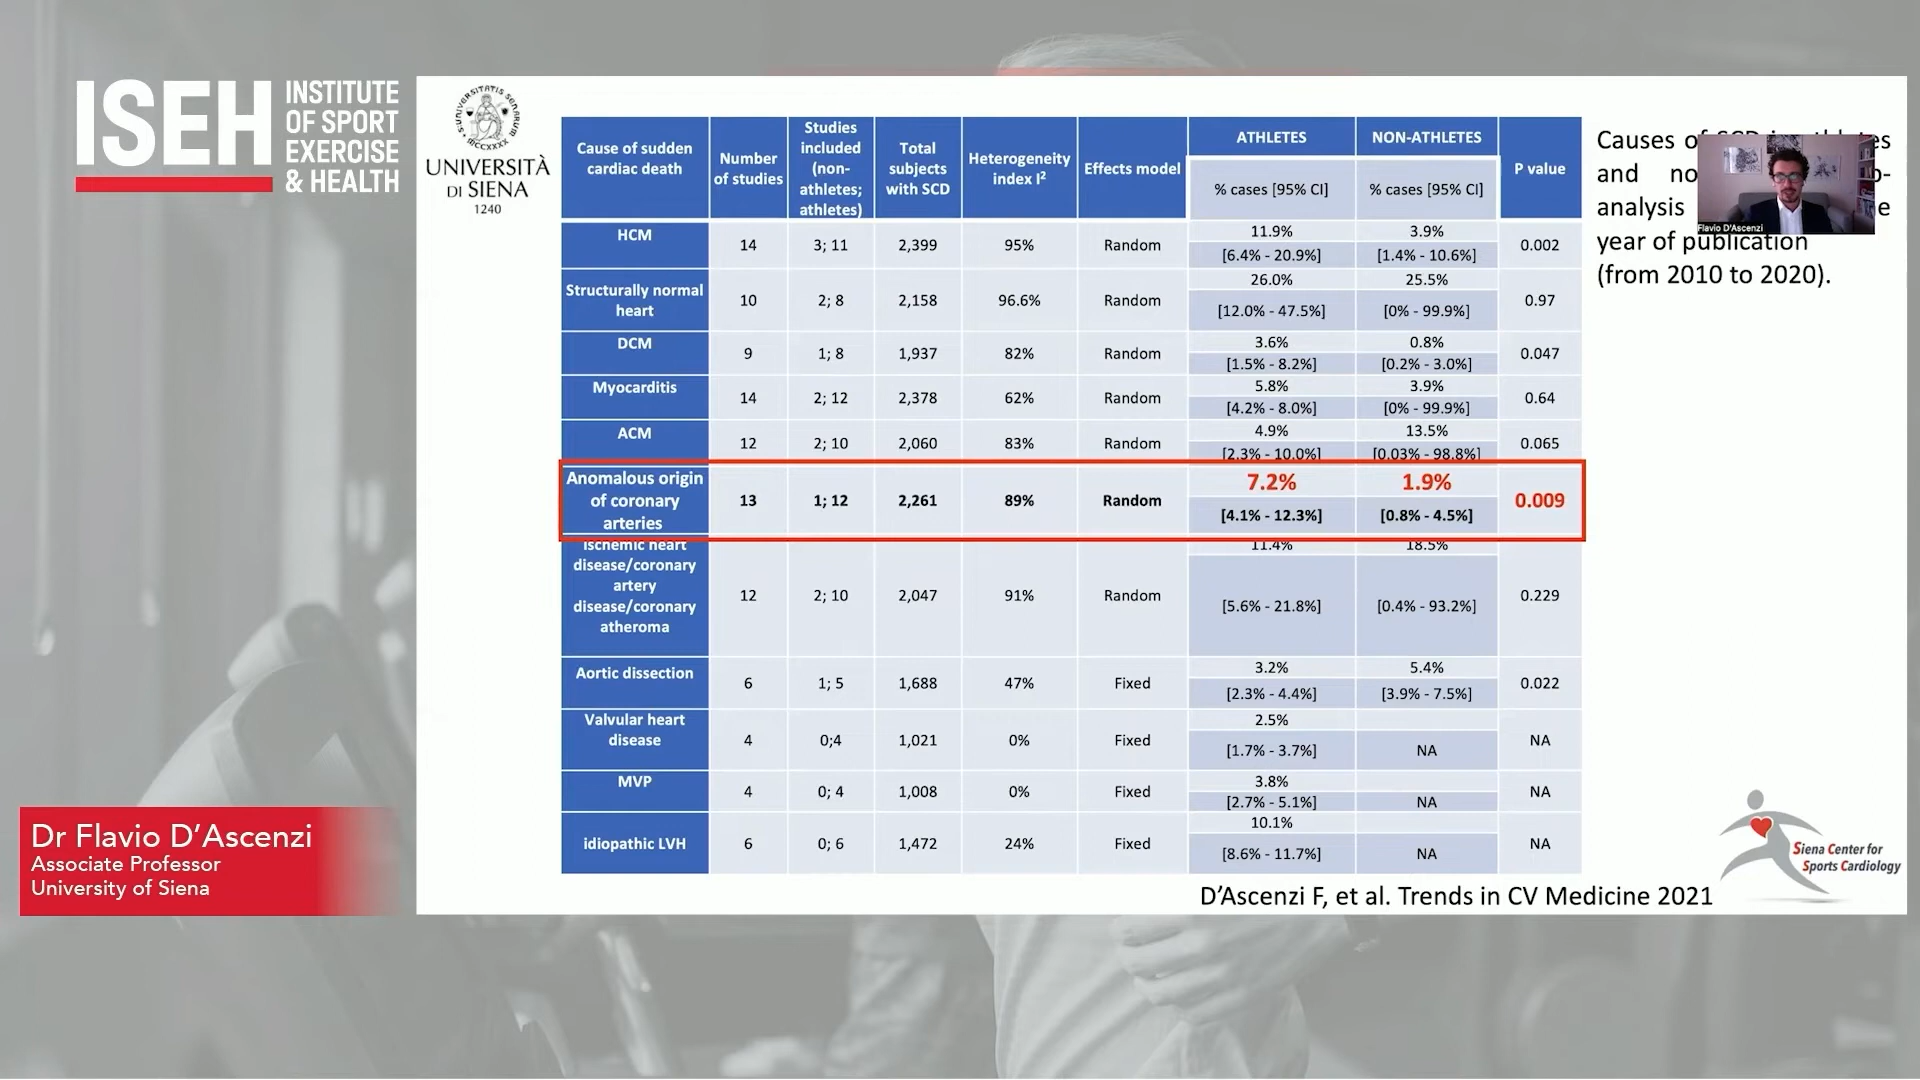 ISEH
INSTITUTE
OF SPORT
EXERCISE
& HEALTH
UNIVERSITÀ
DI SIENA
1240
Cause of sudden
cardiac death
Number
of studies
Studies
included
(non-
athletes;
athletes)
Total
subjects
with SCD
Heterogeneity
index I²
Effects model
ATHLETES
% cases [95% CI]
NON-ATHLETES
% cases [95% CI]
P value
HCM
14
3; 11
2,399
95%
Random
11.9%
[6.4% - 20.9%]
3.9%
[1.4% - 10.6%]
0.002
Structurally normal
heart
10
2; 8
2,158
96.6%
Random
26.0%
[12.0% - 47.5%]
25.5%
[0% - 99.9%]
0.97
DCM
9
1; 8
1,937
82%
Random
3.6%
[1.5% - 8.2%]
0.8%
[0.2% - 3.0%]
0.047
Myocarditis
14
2; 12
2,378
62%
Random
5.8%
[4.2% - 8.0%]
3.9%
[0% - 99.9%]
0.64
ACM
12
2; 10
2,060
83%
Random
4.9%
[2.3% - 10.0%]
13.5%
[0.03% - 98.8%]
0.065
Anomalous origin
of coronary
arteries
13
1; 12
2,261
89%
Random
7.2%
[4.1% - 12.3%]
1.9%
[0.8% - 4.5%]
0.009
Ischemic heart
disease/coronary
artery
disease/coronary
atheroma
12
2; 10
2,047
91%
Random
11.4%
[5.6% - 21.8%]
18.5%
[0.4% - 93.2%]
0.229
Aortic dissection
6
1; 5
1,688
47%
Fixed
3.2%
[2.3% - 4.4%]
5.4%
[3.9% - 7.5%]
0.022
Valvular heart
disease
4
0;4
1,021
0%
Fixed
2.5%
[1.7% - 3.7%]
NA
NA
MVP
4
0; 4
1,008
0%
Fixed
3.8%
[2.7% - 5.1%]
NA
NA
idiopathic LVH
6
0; 6
1,472
24%
Fixed
10.1%
[8.6% - 11.7%]
NA
NA
Causes of
and
analysis
year of publication
(from 2010 to 2020).
Flavio D'Ascenzi
Siena Center for
Sports Cardiology
D'Ascenzi F, et al. Trends in CV Medicine 2021
Dr Flavio D'Ascenzi
Associate Professor
University of Siena